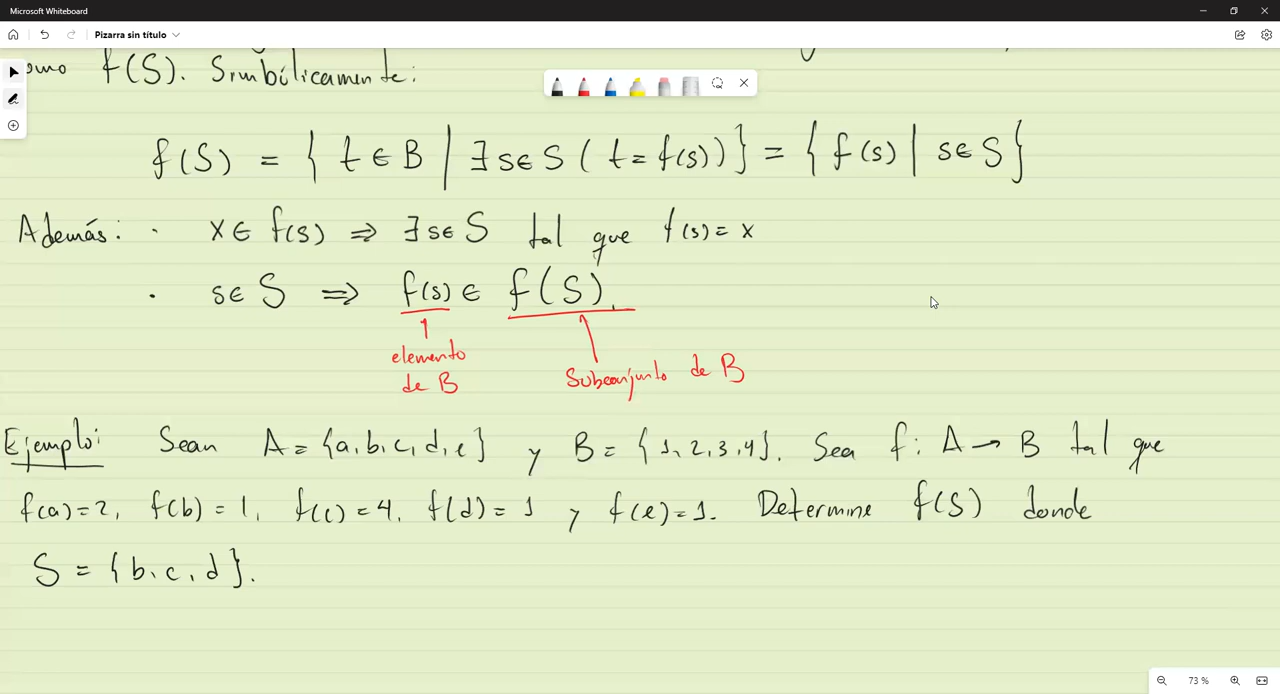 Microsoft Whiteboard
Pizarra sin título
como f(S). Simbólicamente:
f(S) = { t ∈ B | ∃ s ∈ S ( t = f(s) ) } = { f(s) | s ∈ S }
Además: · x ∈ f(s) ⇒ ∃ s ∈ S tal que f(s) = x
· s ∈ S ⇒ f(s) ∈ f(S).
elemento de B
Subconjunto de B
Ejemplo: Sean A = {a, b, c, d, e} y B = {1, 2, 3, 4}. Sea f: A → B tal que
f(a) = 2, f(b) = 1, f(c) = 4, f(d) = 1 y f(e) = 1. Determine f(S) donde
S = {b, c, d}.
73 %